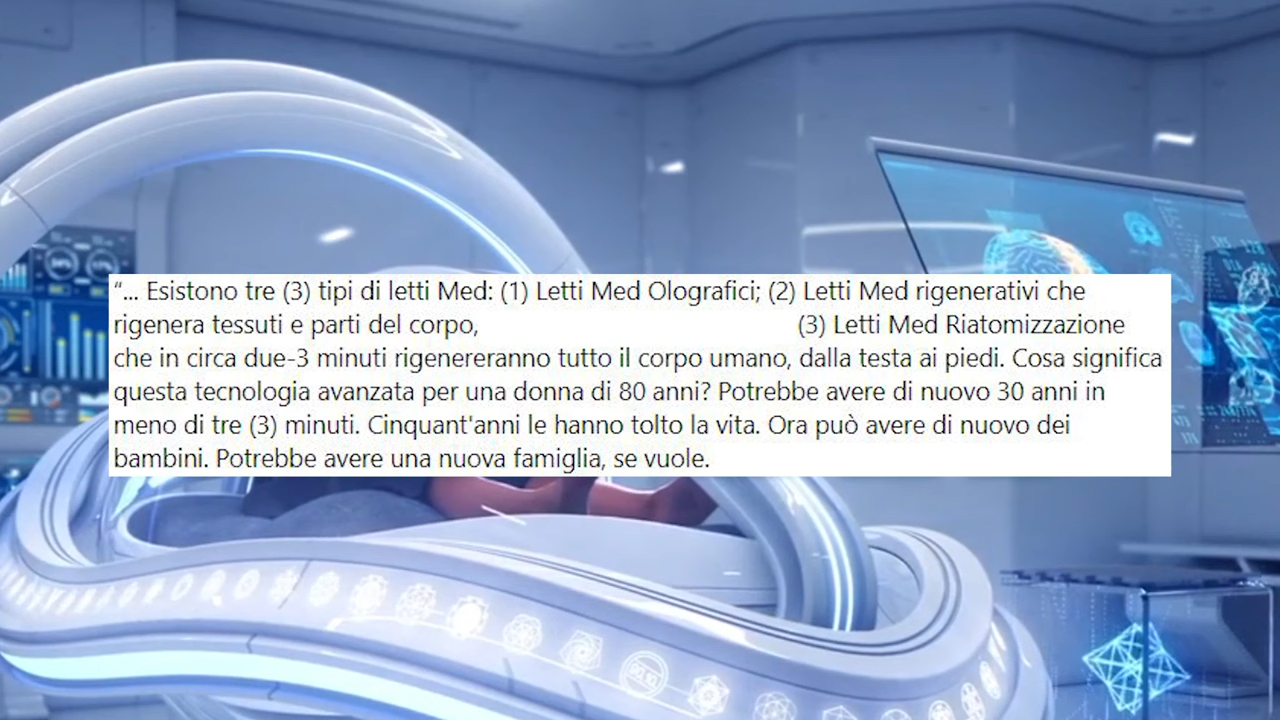 “... Esistono tre (3) tipi di letti Med: (1) Letti Med Olografici; (2) Letti Med rigenerativi che
rigenera tessuti e parti del corpo, (3) Letti Med Riatomizzazione
che in circa due-3 minuti rigenereranno tutto il corpo umano, dalla testa ai piedi. Cosa significa
questa tecnologia avanzata per una donna di 80 anni? Potrebbe avere di nuovo 30 anni in
meno di tre (3) minuti. Cinquant'anni le hanno tolto la vita. Ora può avere di nuovo dei
bambini. Potrebbe avere una nuova famiglia, se vuole.